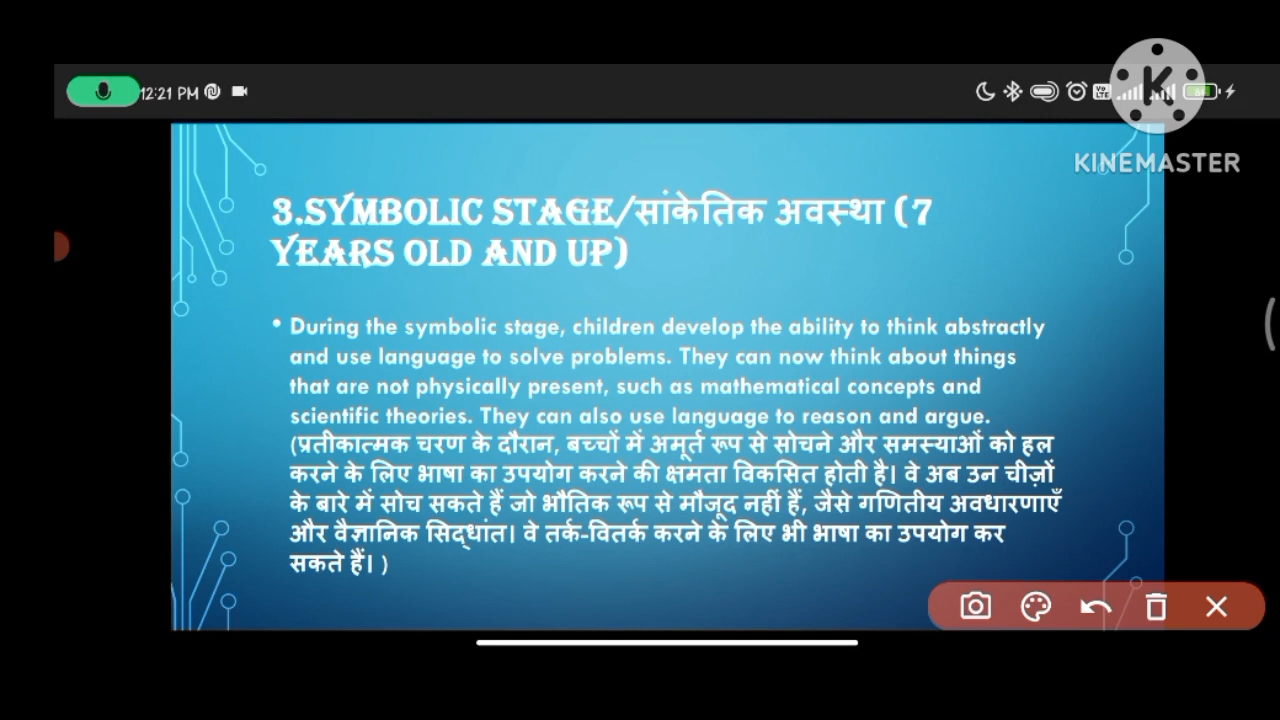 12:21 PM
VO LTE
KINEMASTER
3.SYMBOLIC STAGE/सांकेतिक अवस्था (7
YEARS OLD AND UP)
• During the symbolic stage, children develop the ability to think abstractly
and use language to solve problems. They can now think about things
that are not physically present, such as mathematical concepts and
scientific theories. They can also use language to reason and argue.
(प्रतीकात्मक चरण के दौरान, बच्चों में अमूर्त रूप से सोचने और समस्याओं को हल
करने के लिए भाषा का उपयोग करने की क्षमता विकसित होती है। वे अब उन चीज़ों
के बारे में सोच सकते हैं जो भौतिक रूप से मौजूद नहीं हैं, जैसे गणितीय अवधारणाएँ
और वैज्ञानिक सिद्धांत। वे तर्क-वितर्क करने के लिए भी भाषा का उपयोग कर
सकते हैं। )